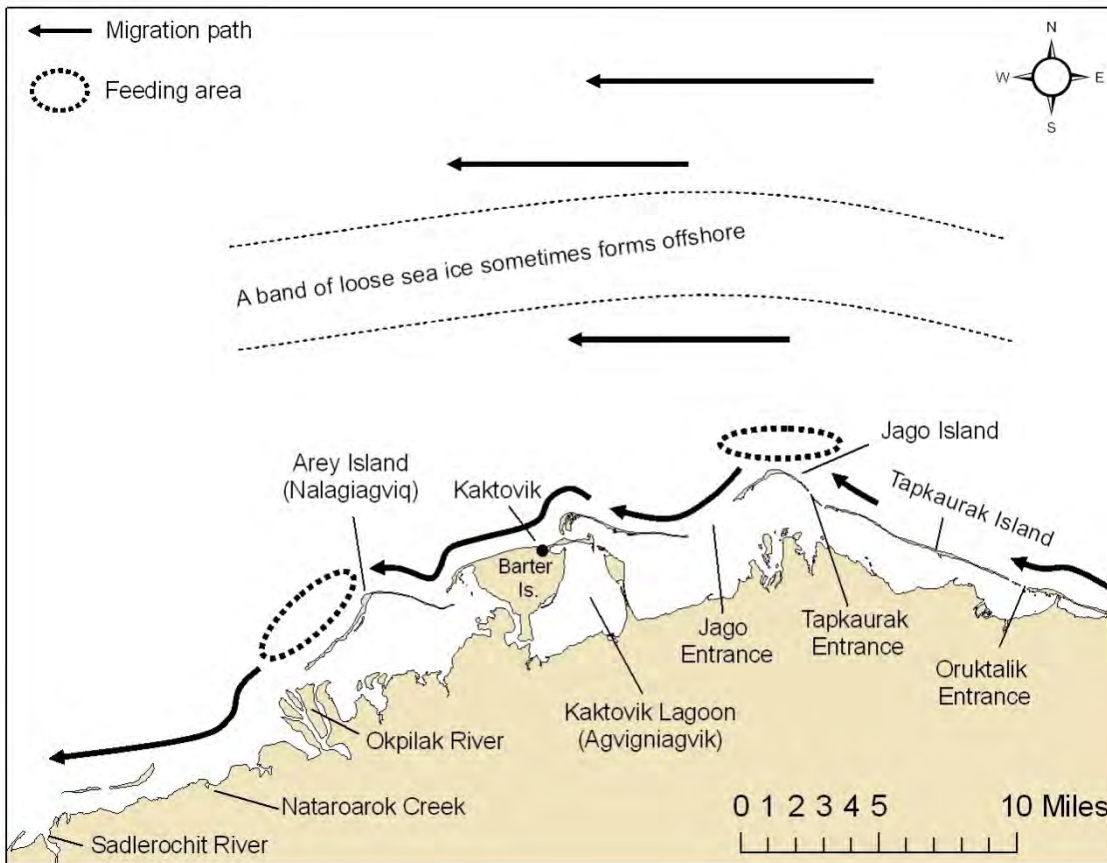 Migration path
Feeding area
N
W E
S
A band of loose sea ice sometimes forms offshore
Jago Island
Arey Island
(Nalagiagviq)
Kaktovik
Tapkaurak Island
Barter
Is.
Jago
Entrance
Tapkaurak
Entrance
Oruktalik
Entrance
Kaktovik Lagoon
(Agvigniagvik)
Okpilak River
Nataroarok Creek
Sadlerochit River
0 1 2 3 4 5 10 Miles